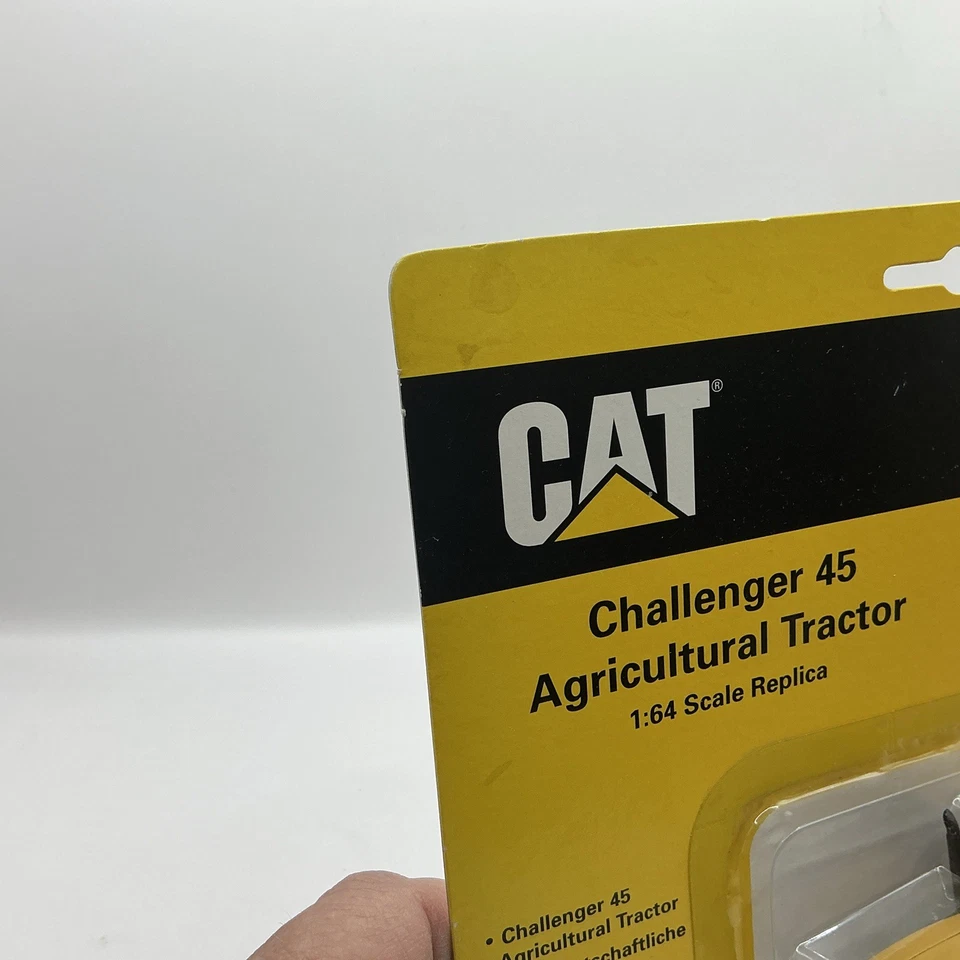 CAT®
Challenger 45
Agricultural Tractor
1:64 Scale Replica
• Challenger 45
Agricultural Tractor